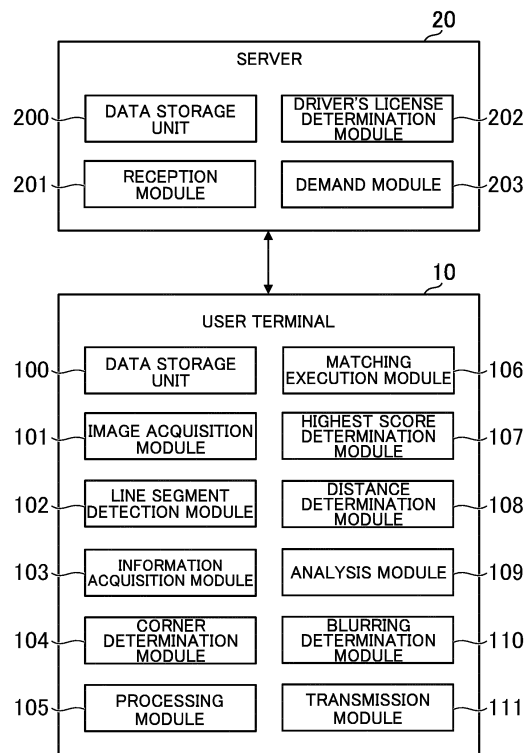 20
SERVER
200
DATA STORAGE
UNIT
DRIVER'S LICENSE
DETERMINATION
MODULE
202
201
RECEPTION
MODULE
DEMAND MODULE
203
10
USER TERMINAL
100
DATA STORAGE
UNIT
MATCHING
EXECUTION MODULE
106
101
IMAGE ACQUISITION
MODULE
HIGHEST SCORE
DETERMINATION
MODULE
107
102
LINE SEGMENT
DETECTION MODULE
DISTANCE
DETERMINATION
MODULE
108
103
INFORMATION
ACQUISITION MODULE
ANALYSIS MODULE
109
104
CORNER
DETERMINATION
MODULE
BLURRING
DETERMINATION
MODULE
110
105
PROCESSING
MODULE
TRANSMISSION
MODULE
111